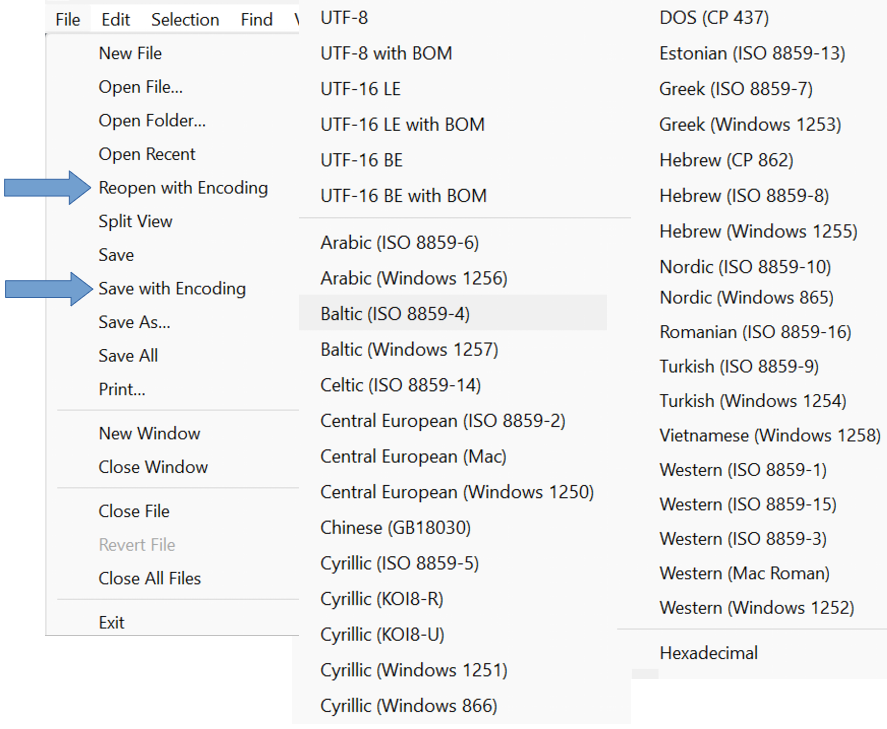 File Edit Selection Find
New File
Open File...
Open Folder...
Open Recent
Reopen with Encoding
Split View
Save
Save with Encoding
Save As...
Save All
Print...
New Window
Close Window
Close File
Revert File
Close All Files
Exit
UTF-8
UTF-8 with BOM
UTF-16 LE
UTF-16 LE with BOM
UTF-16 BE
UTF-16 BE with BOM
Arabic (ISO 8859-6)
Arabic (Windows 1256)
Baltic (ISO 8859-4)
Baltic (Windows 1257)
Celtic (ISO 8859-14)
Central European (ISO 8859-2)
Central European (Mac)
Central European (Windows 1250)
Chinese (GB18030)
Cyrillic (ISO 8859-5)
Cyrillic (KOI8-R)
Cyrillic (KOI8-U)
Cyrillic (Windows 1251)
Cyrillic (Windows 866)
DOS (CP 437)
Estonian (ISO 8859-13)
Greek (ISO 8859-7)
Greek (Windows 1253)
Hebrew (CP 862)
Hebrew (ISO 8859-8)
Hebrew (Windows 1255)
Nordic (ISO 8859-10)
Nordic (Windows 865)
Romanian (ISO 8859-16)
Turkish (ISO 8859-9)
Turkish (Windows 1254)
Vietnamese (Windows 1258)
Western (ISO 8859-1)
Western (ISO 8859-15)
Western (ISO 8859-3)
Western (Mac Roman)
Western (Windows 1252)
Hexadecimal